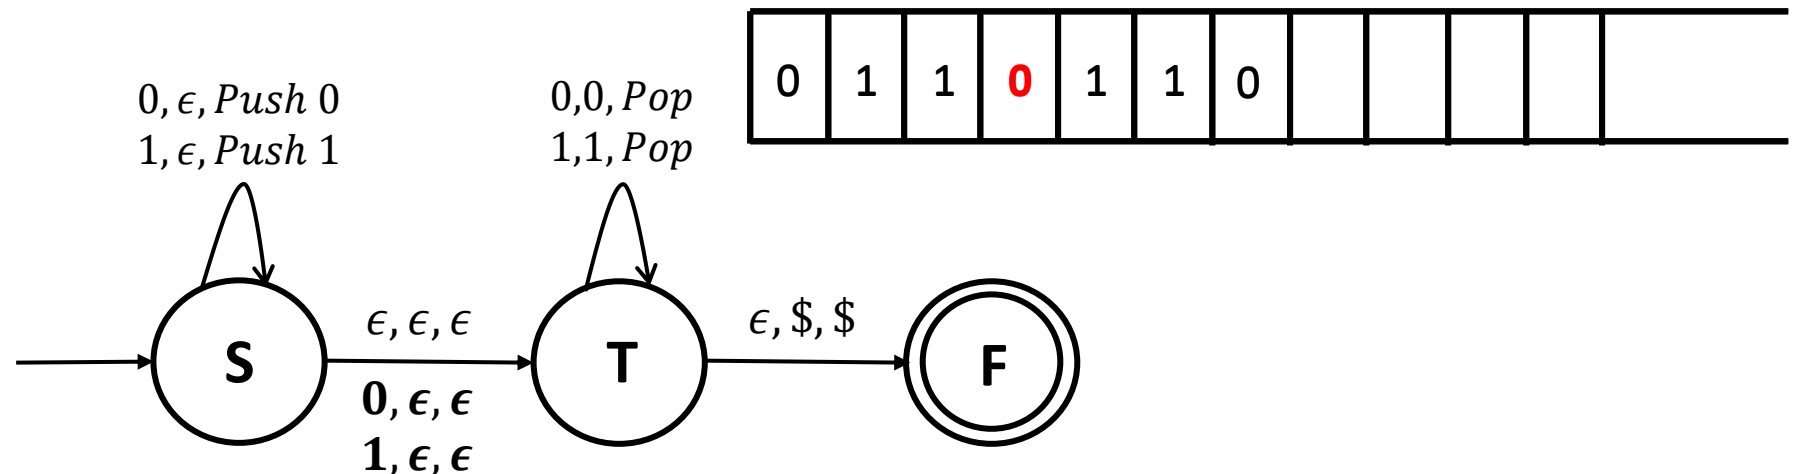 0 1 1 0 1 1 0
0, ϵ, Push 0
1, ϵ, Push 1
0,0, Pop
1,1, Pop
S
ϵ, ϵ, ϵ
0, ϵ, ϵ
1, ϵ, ϵ
T
ϵ, $, $
F